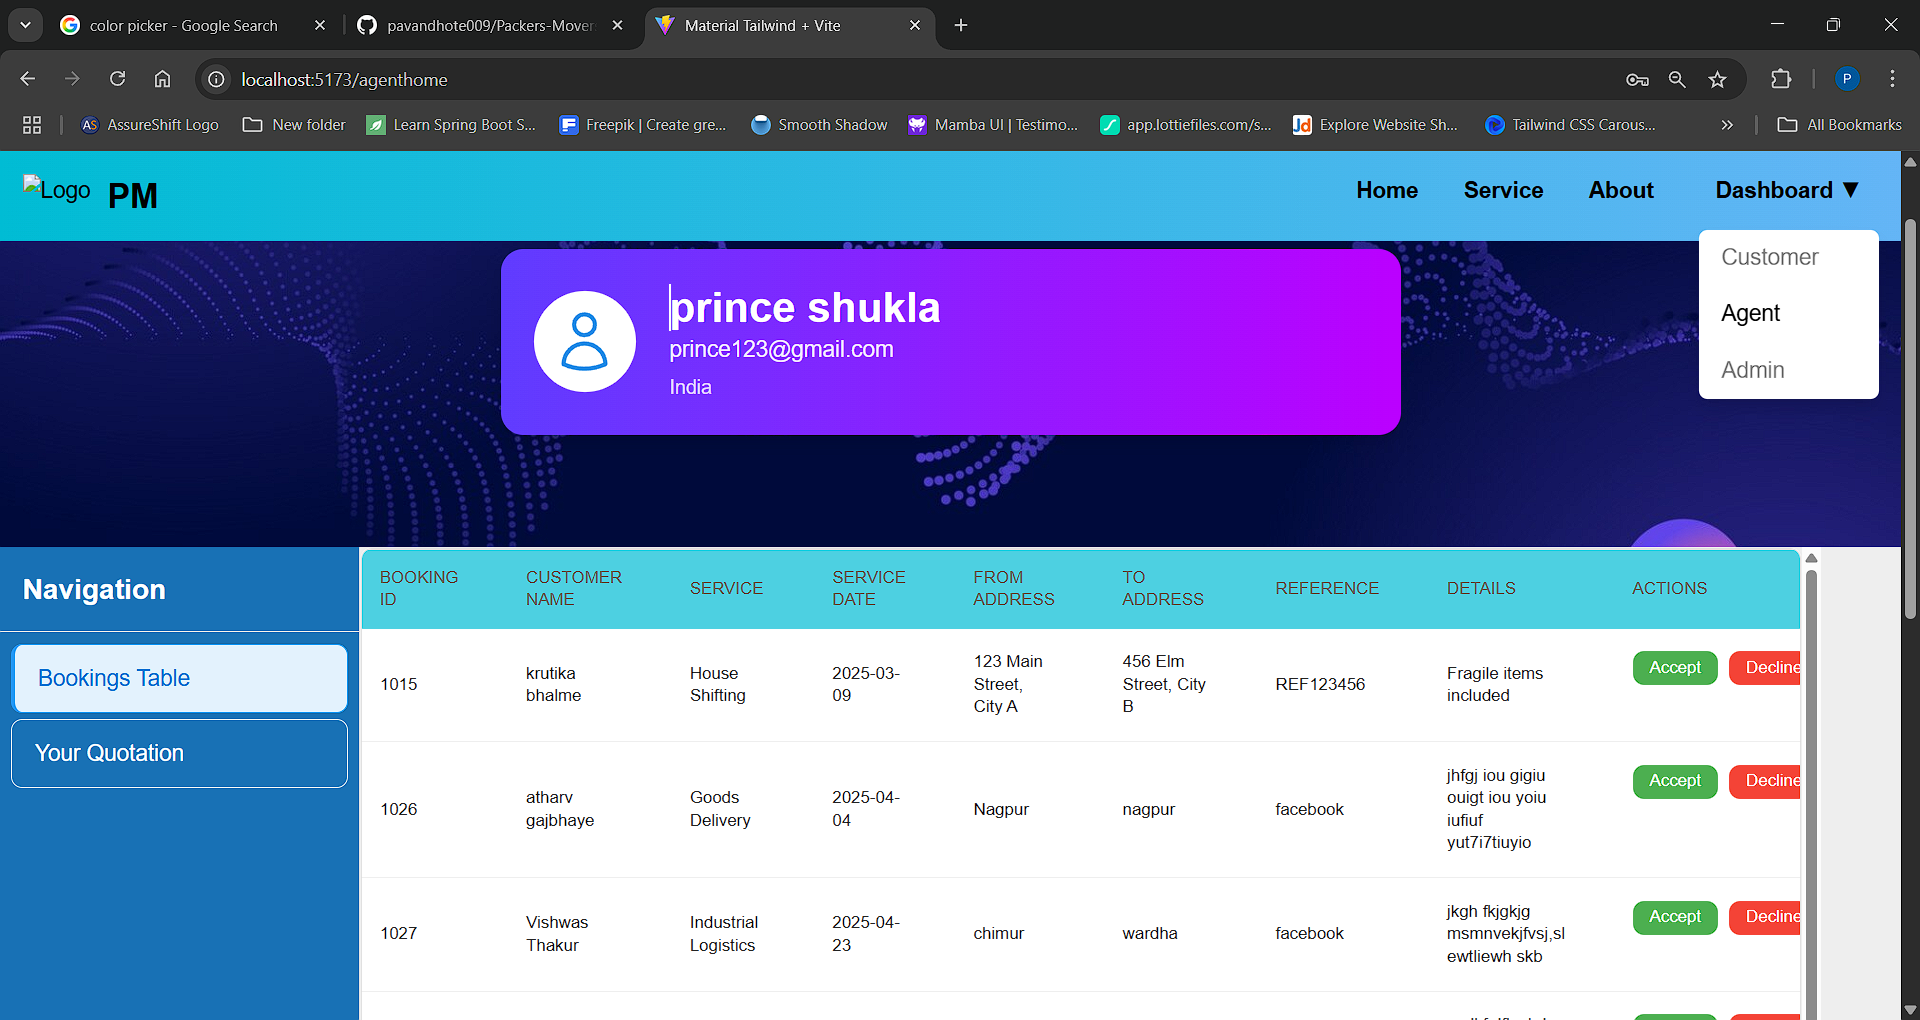 color picker - Google Search
pavandhote009/Packers-Mover
Material Tailwind + Vite
localhost:5173/agenthome
P
AS AssureShift Logo
New folder
Learn Spring Boot S...
Freepik | Create gre...
Smooth Shadow
Mamba UI | Testimo...
app.lottiefiles.com/s...
Jd Explore Website Sh...
Tailwind CSS Carous...
All Bookmarks
Logo PM
Home Service About Dashboard ▼
Customer
Agent
Admin
prince shukla
prince123@gmail.com
India
Navigation
Bookings Table
Your Quotation
BOOKING ID CUSTOMER NAME SERVICE SERVICE DATE FROM ADDRESS TO ADDRESS REFERENCE DETAILS ACTIONS
1015 krutika bhalme House Shifting 2025-03-09 123 Main Street, City A 456 Elm Street, City B REF123456 Fragile items included Accept Decline
1026 atharv gajbhaye Goods Delivery 2025-04-04 Nagpur nagpur facebook jhfgj iou gigiu ouigt iou yoiu iufiuf yut7i7tiuyio Accept Decline
1027 Vishwas Thakur Industrial Logistics 2025-04-23 chimur wardha facebook jkgh fkjgkjg msmnvekjfvsj,sl ewtliewh skb Accept Decline